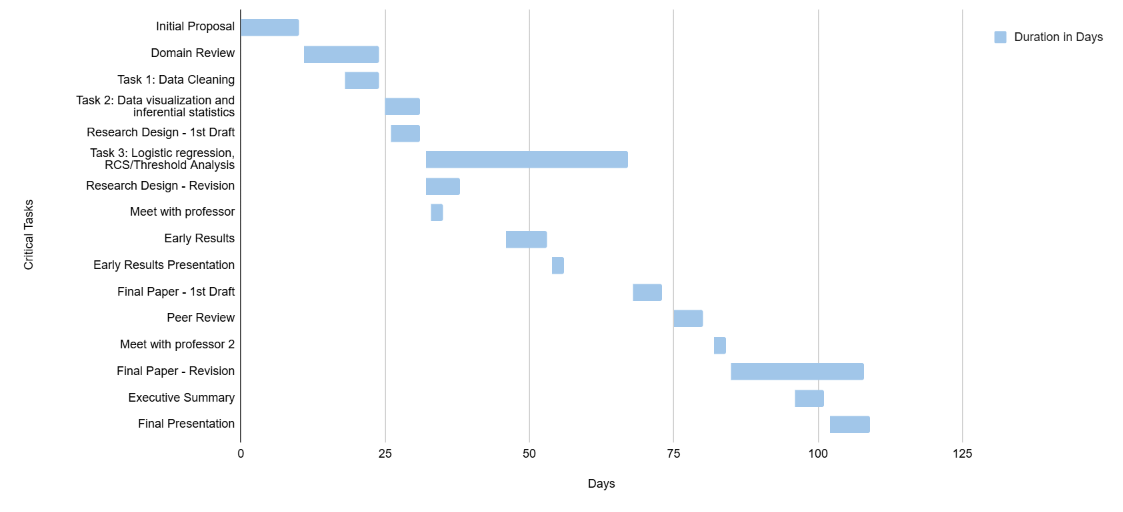 Duration in Days
Critical Tasks
Initial Proposal
Domain Review
Task 1: Data Cleaning
Task 2: Data visualization and
inferential statistics
Research Design - 1st Draft
Task 3: Logistic regression,
RCS/Threshold Analysis
Research Design - Revision
Meet with professor
Early Results
Early Results Presentation
Final Paper - 1st Draft
Peer Review
Meet with professor 2
Final Paper - Revision
Executive Summary
Final Presentation
0 25 50 75 100 125
Days